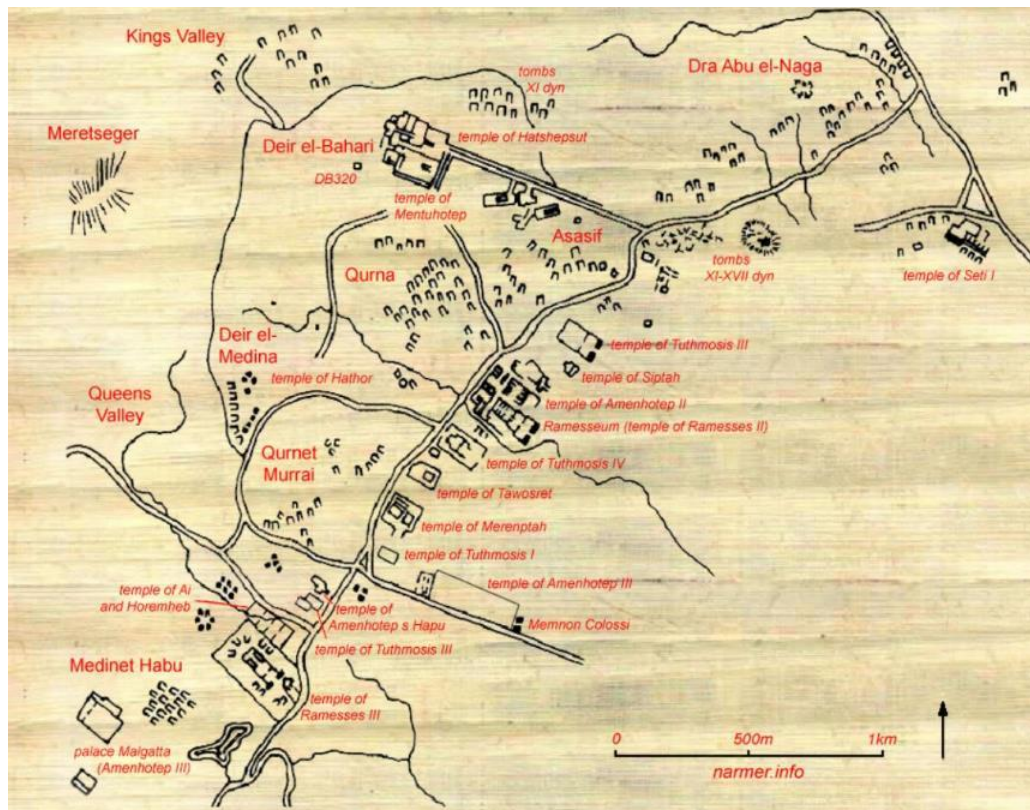 Kings Valley
tombs
XI dyn
Dra Abu el-Naga
Meretseger
Deir el-Bahari
temple of Hatshepsut
DB320
temple of
Mentuhotep
Asasif
tombs
XI-XVII dyn
temple of Seti I
Qurna
Deir el-
Medina
temple of Hathor
temple of Tuthmosis III
temple of Siptah
temple of Amenhotep II
Ramesseum (temple of Ramesses II)
Queens
Valley
Qurnet
Murrai
temple of Tuthmosis IV
temple of Tawosret
temple of Merenptah
temple of Tuthmosis I
temple of Amenhotep III
temple of Ai
and Horemheb
temple of
Amenhotep s Hapu
Memnon Colossi
temple of Tuthmosis III
Medinet Habu
temple of
Ramesses III
palace Malgatta
(Amenhotep III)
0 500m 1km
narmer.info